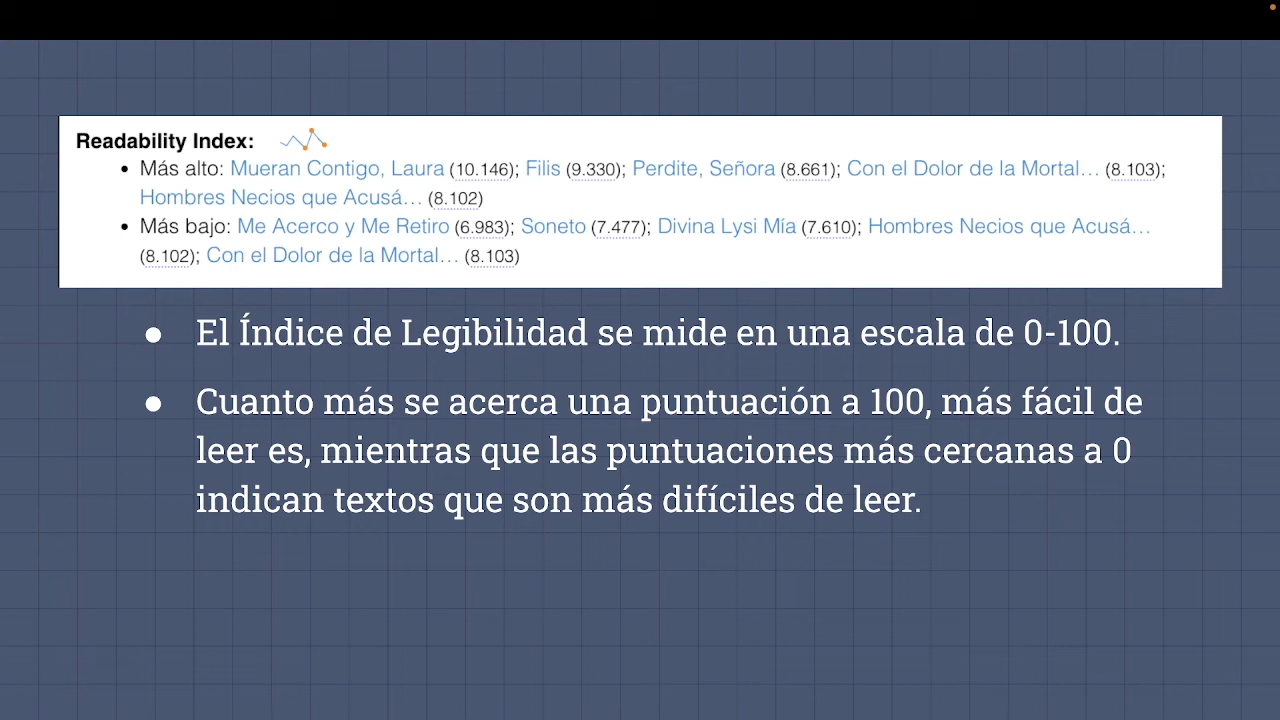 Readability Index:
• Más alto: Mueran Contigo, Laura (10.146); Filis (9.330); Perdite, Señora (8.661); Con el Dolor de la Mortal… (8.103);
Hombres Necios que Acusá… (8.102)
• Más bajo: Me Acerco y Me Retiro (6.983); Soneto (7.477); Divina Lysi Mía (7.610); Hombres Necios que Acusá…
(8.102); Con el Dolor de la Mortal… (8.103)
● El Índice de Legibilidad se mide en una escala de 0-100.
● Cuanto más se acerca una puntuación a 100, más fácil de
leer es, mientras que las puntuaciones más cercanas a 0
indican textos que son más difíciles de leer.